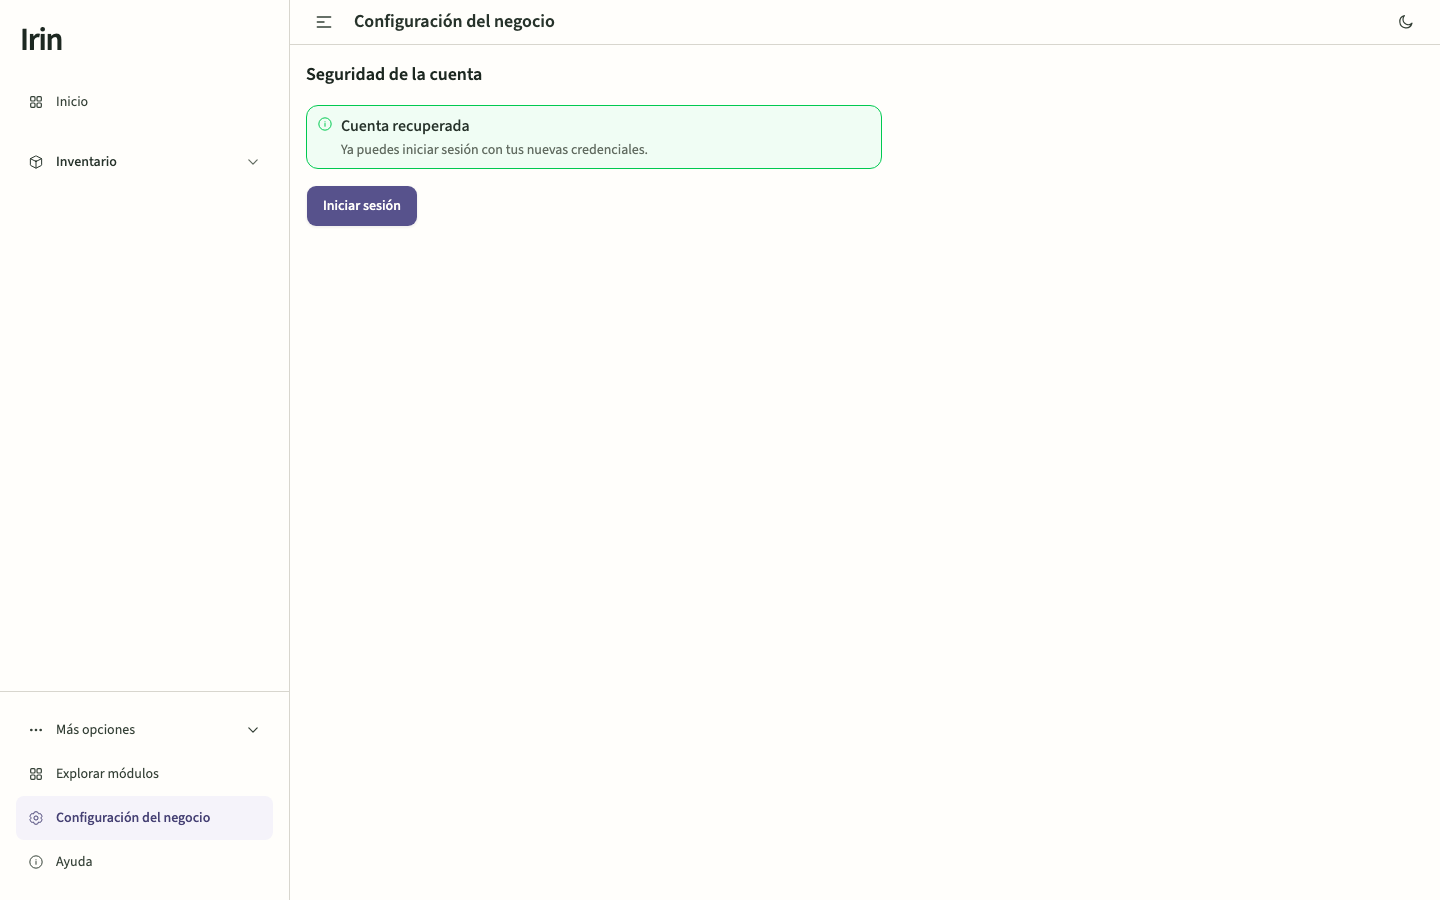 Irin
Inicio
Inventario
Más opciones
Explorar módulos
Configuración del negocio
Ayuda
Configuración del negocio
Seguridad de la cuenta
Cuenta recuperada
Ya puedes iniciar sesión con tus nuevas credenciales.
Iniciar sesión